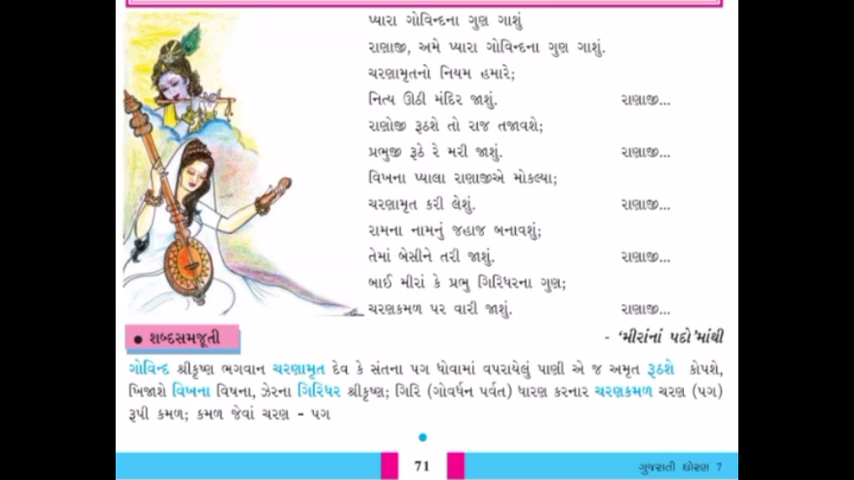 પ્યારા ગોવિન્દના ગુણ ગાશું
રાણાજી, અમે પ્યારા ગોવિન્દના ગુણ ગાશું.
ચરણામૃતનો નિયમ હમારે;
નિત્ય ઊઠી મંદિર જાશું. રાણાજી...
રાણોજી રૂઠશે તો રાજ તજાવશે;
પ્રભુજી રૂઠે રે મરી જાશું. રાણાજી...
વિખના પ્યાલા રાણાજીએ મોકલ્યા;
ચરણામૃત કરી લેશું. રાણાજી...
રામના નામનું જહાજ બનાવશું;
તેમાં બેસીને તરી જાશું. રાણાજી...
બાઈ મીરાં કે પ્રભુ ગિરિધરના ગુણ;
ચરણકમળ પર વારી જાશું. રાણાજી...
• શબ્દસમજૂતી - ‘મીરાંનાં પદો'માંથી
ગોવિન્દ શ્રીકૃષ્ણ ભગવાન ચરણામૃત દેવ કે સંતના પગ ધોવામાં વપરાયેલું પાણી એ જ અમૃત રૂઠશે કોપશે,
ખિજાશે વિખના વિષના, ઝેરના ગિરિધર શ્રીકૃષ્ણ; ગિરિ (ગોવર્ધન પર્વત) ધારણ કરનાર ચરણકમળ ચરણ (પગ)
રૂપી કમળ; કમળ જેવાં ચરણ - પગ
71 ગુજરાતી ધોરણ 7